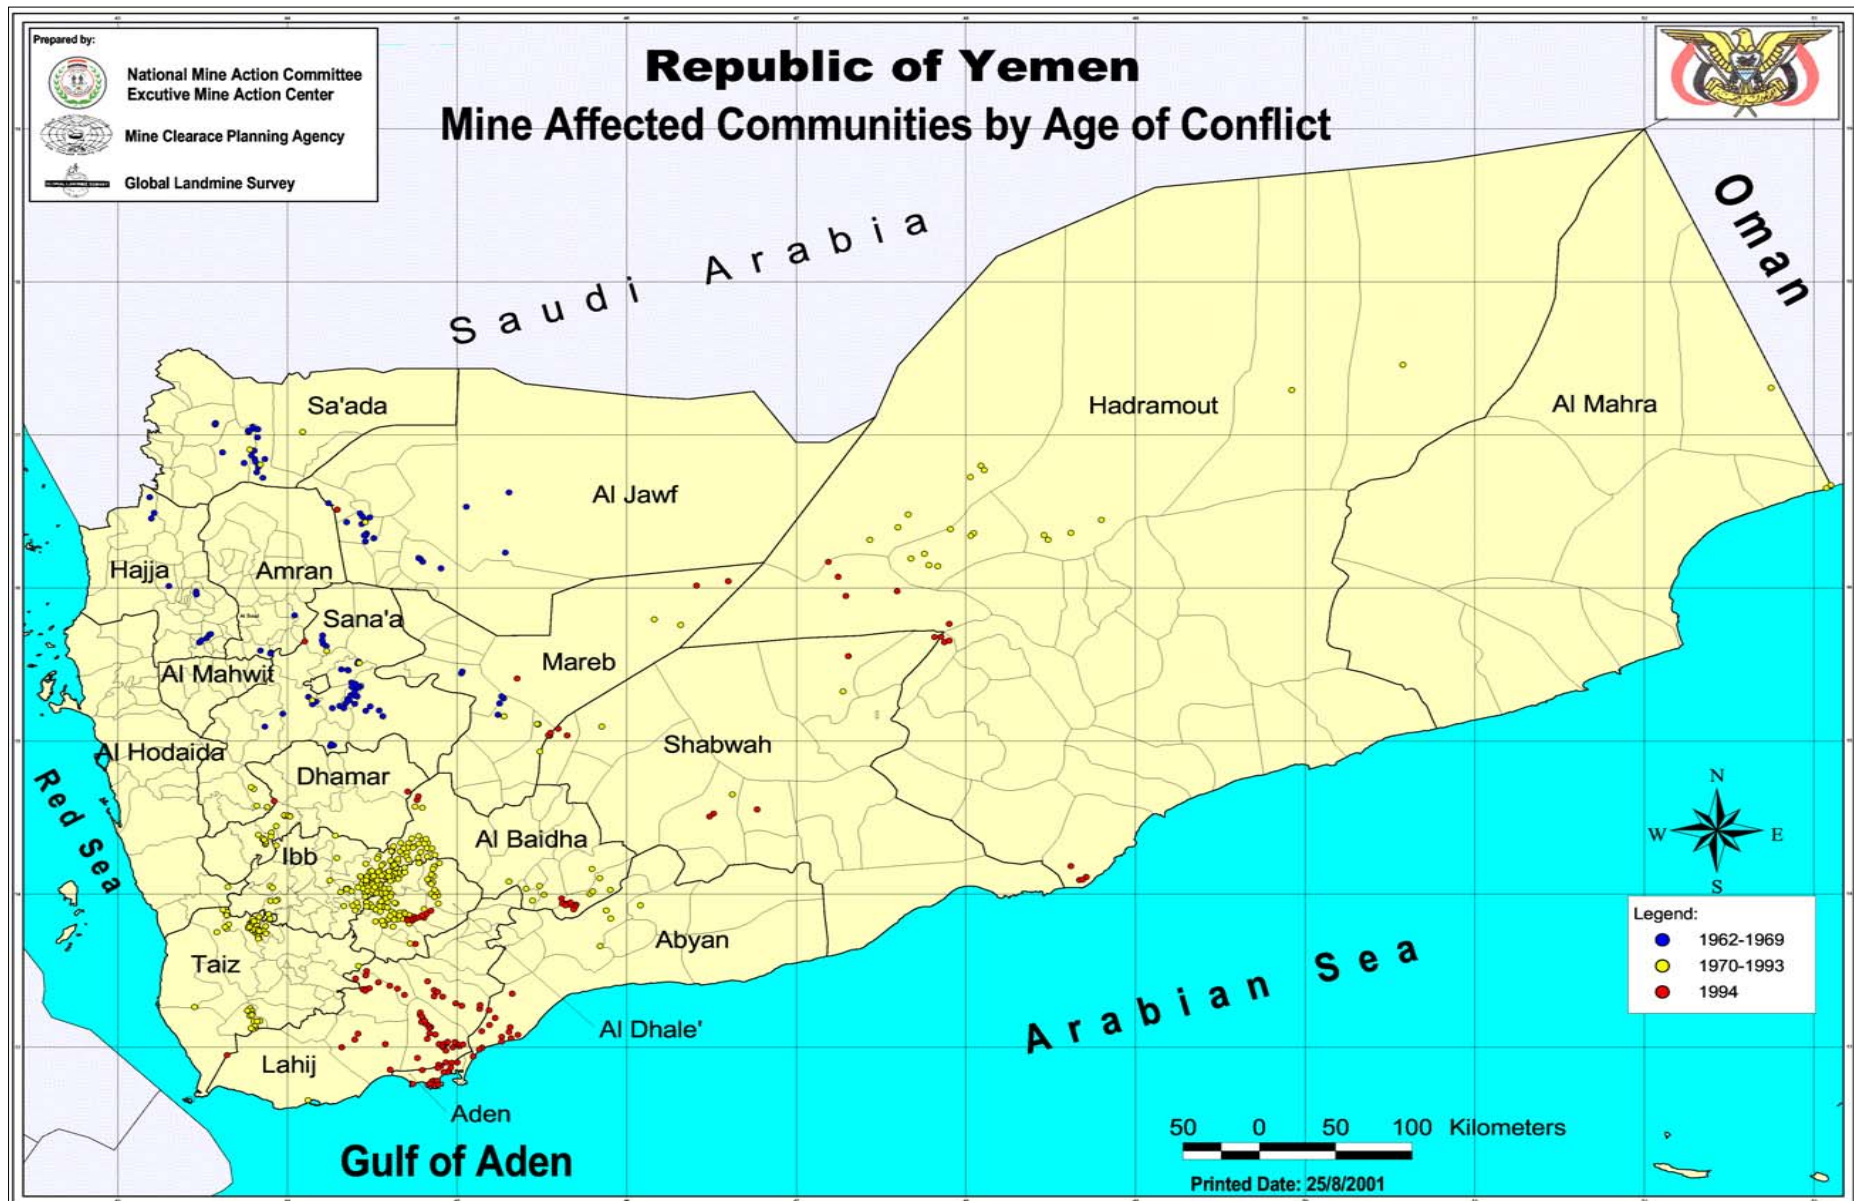 Prepared by:
National Mine Action Committee
Excutive Mine Action Center
Mine Clearace Planning Agency
Global Landmine Survey
Republic of Yemen
Mine Affected Communities by Age of Conflict
Saudi Arabia
Oman
Sa'ada
Hadramout
Al Mahra
Al Jawf
Hajja
Amran
Sana'a
Mareb
Al Mahwit
Shabwah
Al Hodaida
Dhamar
Red Sea
Al Baidha
Ibb
Abyan
Taiz
Al Dhale'
Lahij
Aden
Gulf of Aden
Arabian Sea
N
W E
S
Legend:
1962-1969
1970-1993
1994
50 0 50 100 Kilometers
Printed Date: 25/8/2001